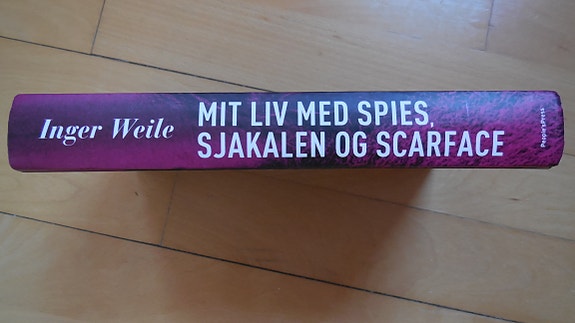 Inger Weile
MIT LIV MED SPIES,
SJAKALEN OG SCARFACE
People'sPress